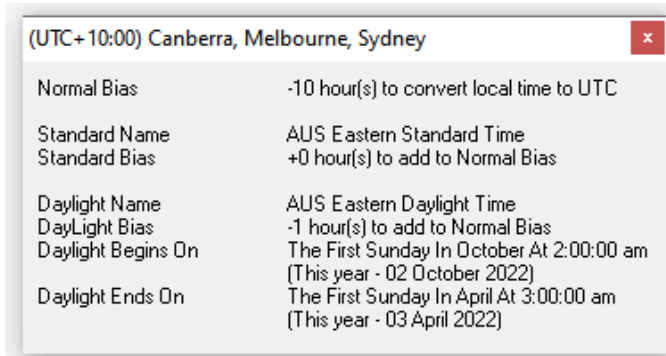 (UTC+10:00) Canberra, Melbourne, Sydney
x
Normal Bias -10 hour(s) to convert local time to UTC
Standard Name AUS Eastern Standard Time
Standard Bias +0 hour(s) to add to Normal Bias
Daylight Name AUS Eastern Daylight Time
DayLight Bias -1 hour(s) to add to Normal Bias
Daylight Begins On The First Sunday In October At 2:00:00 am
(This year - 02 October 2022)
Daylight Ends On The First Sunday In April At 3:00:00 am
(This year - 03 April 2022)